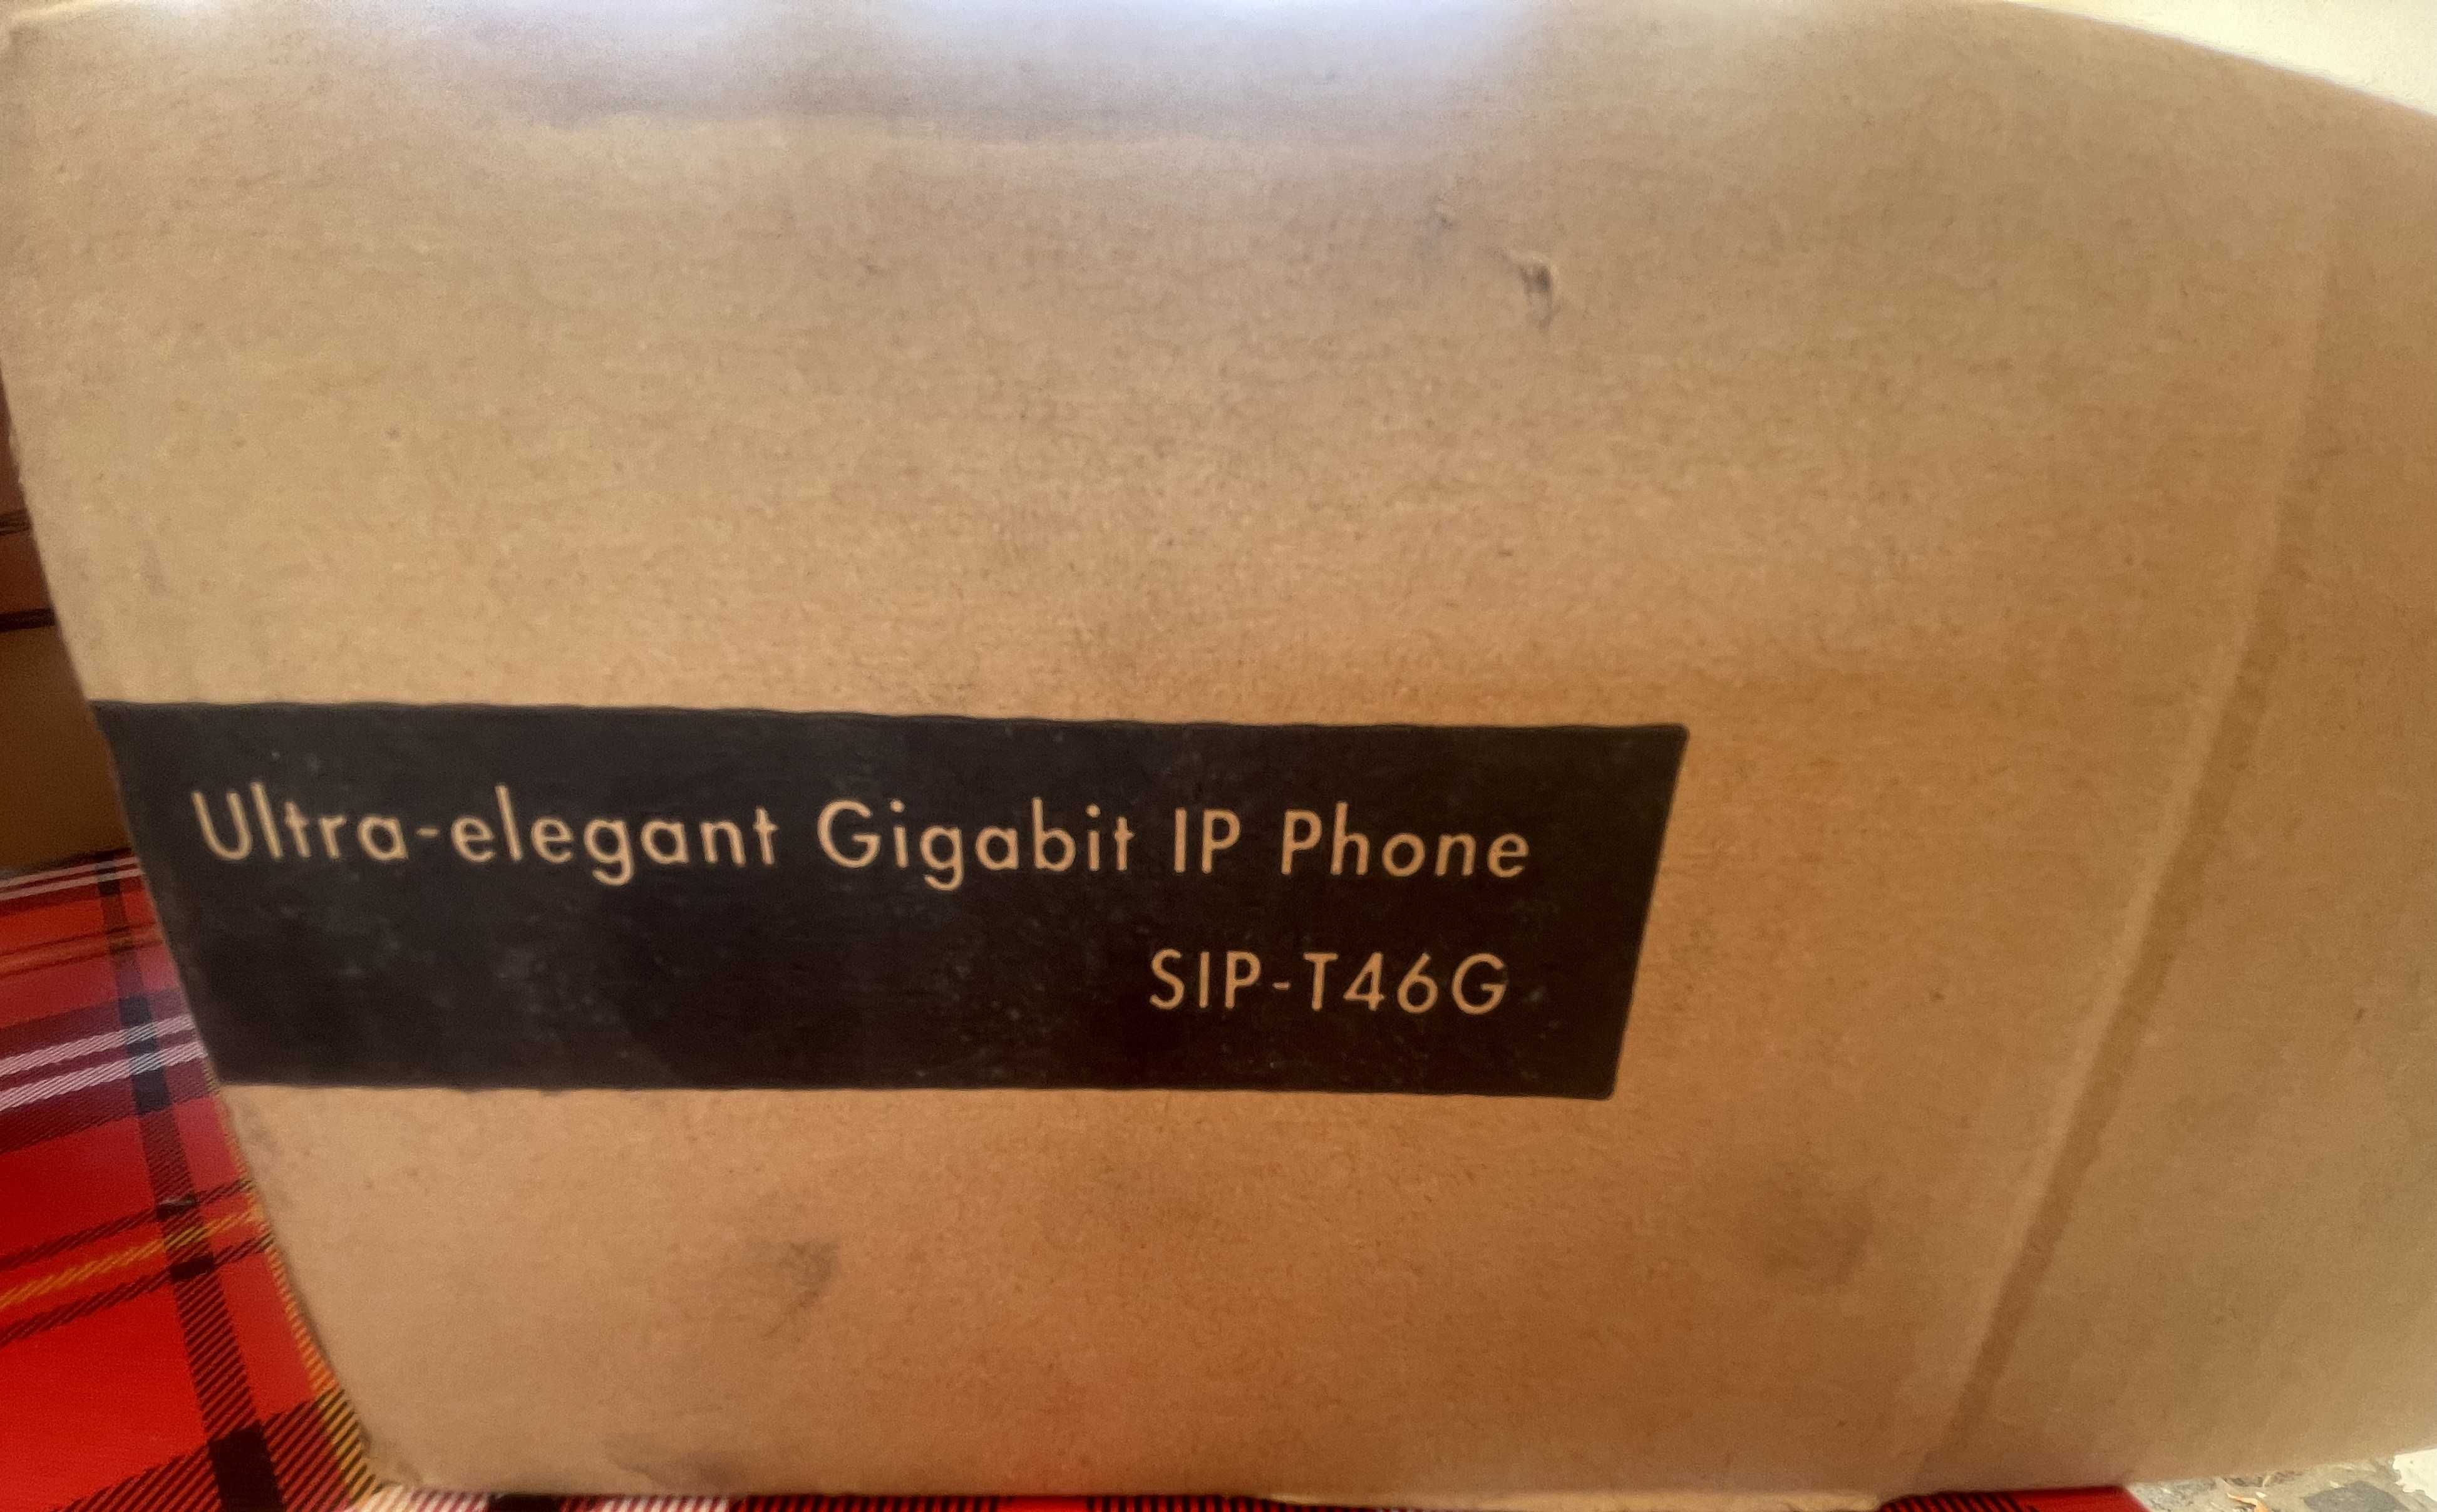 Ultra-elegant Gigabit IP Phone
SIP-T46G